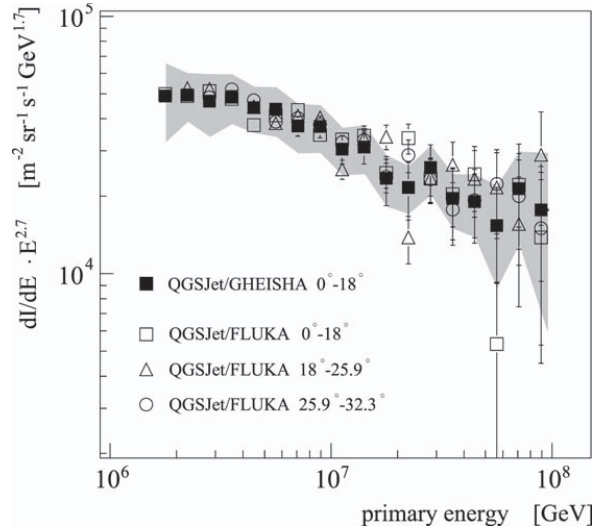 dI/dE · E^2.7 [m^-2 sr^-1 s^-1 GeV^1.7]
10^5
10^4
QGSJet/GHEISHA 0°-18°
QGSJet/FLUKA 0°-18°
QGSJet/FLUKA 18°-25.9°
QGSJet/FLUKA 25.9°-32.3°
10^6 10^7 10^8
primary energy [GeV]